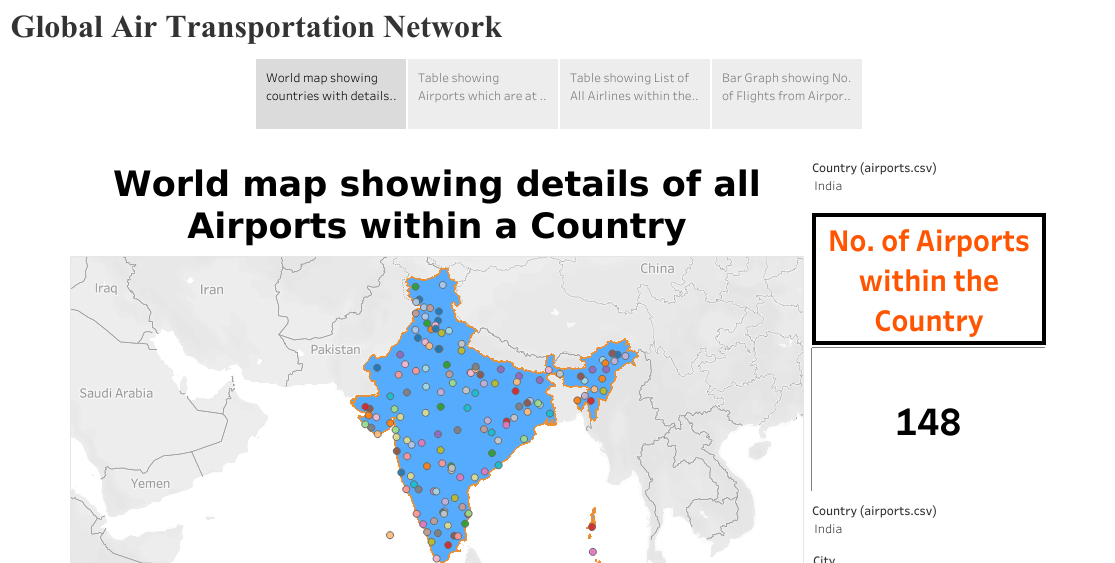 Global Air Transportation Network
World map showing
countries with details..
Table showing
Airports which are at ..
Table showing List of
All Airlines within the..
Bar Graph showing No.
of Flights from Airpor..
World map showing details of all
Airports within a Country
Country (airports.csv)
India
No. of Airports
within the
Country
148
China
Iraq
Iran
Pakistan
Saudi Arabia
Yemen
Country (airports.csv)
India
City